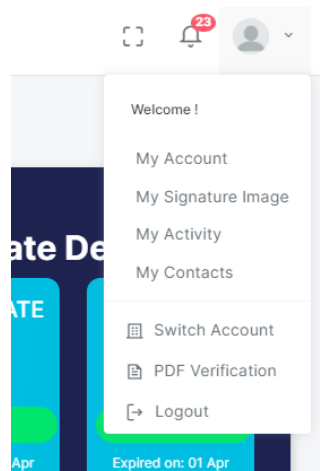 23
Welcome !
My Account
My Signature Image
My Activity
ate De
My Contacts
ATE
Switch Account
PDF Verification
Logout
Apr
Expired on: 01 Apr